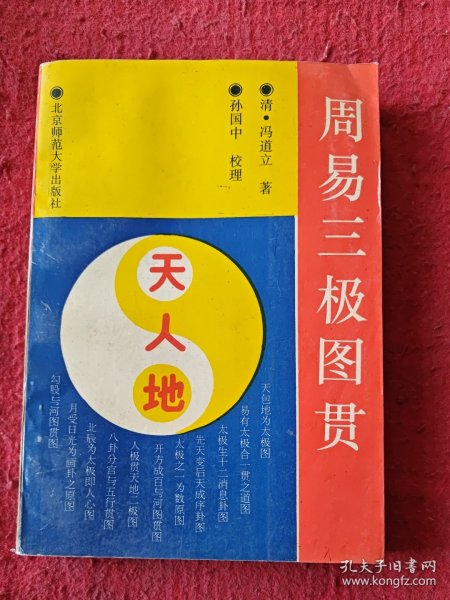 周易三极图贯
●清·冯道立 著
●孙国中 校理
●北京师范大学出版社
天
人
地
天包地为太极图
易有太极合一贯之道图
太极生十二消息卦图
先天变后天成序卦图
太极之一为数原图
开方成百与河图贯图
人极贯天地二极图
八卦分宫与五行贯图
北辰为太极即人心图
月受日光为画卦之原图
勾股与河图贯图
孔夫子旧书网
www.kongfz.com